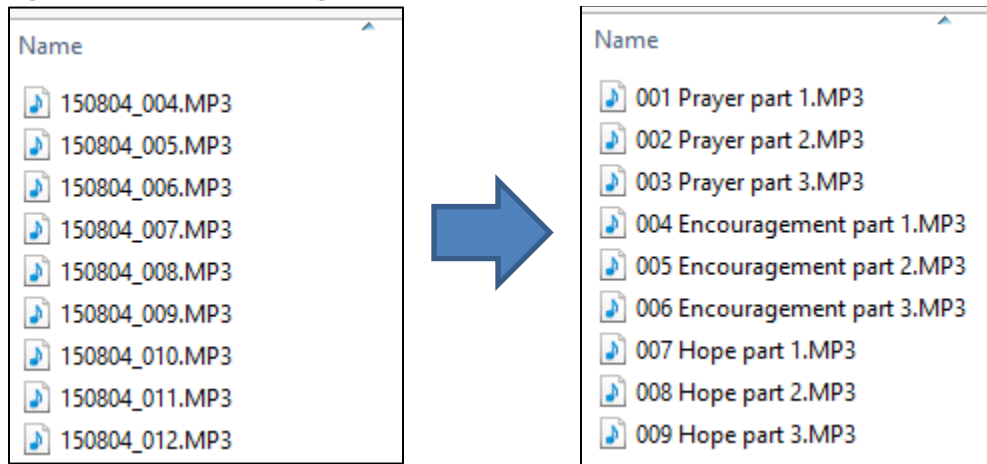 Name
150804_004.MP3
150804_005.MP3
150804_006.MP3
150804_007.MP3
150804_008.MP3
150804_009.MP3
150804_010.MP3
150804_011.MP3
150804_012.MP3
Name
001 Prayer part 1.MP3
002 Prayer part 2.MP3
003 Prayer part 3.MP3
004 Encouragement part 1.MP3
005 Encouragement part 2.MP3
006 Encouragement part 3.MP3
007 Hope part 1.MP3
008 Hope part 2.MP3
009 Hope part 3.MP3